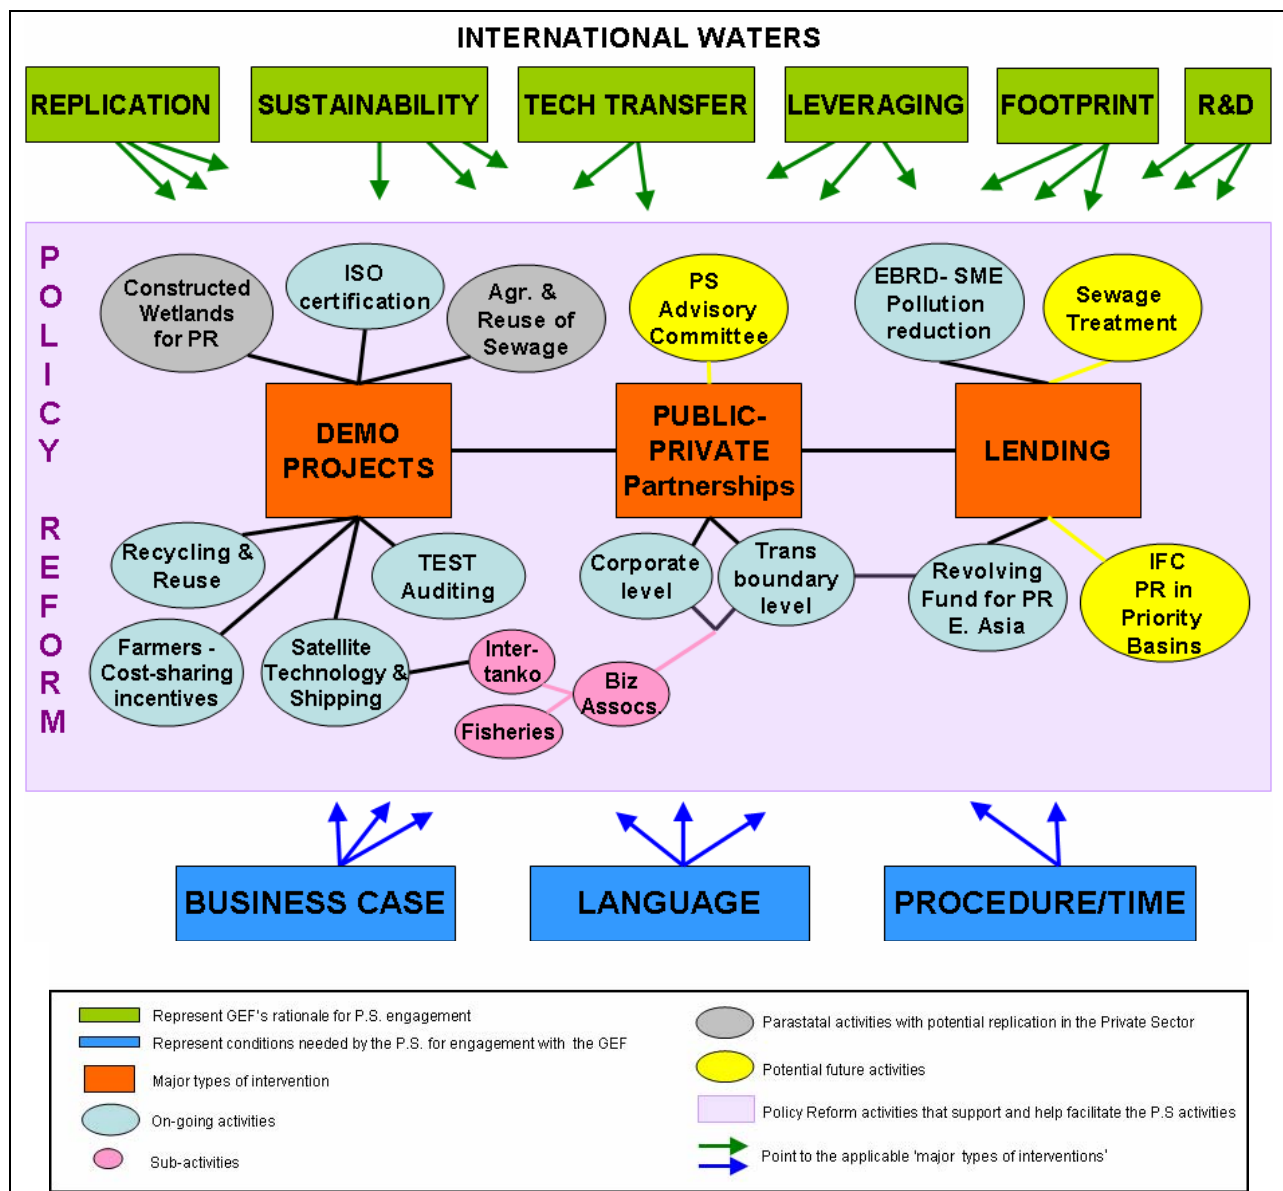 INTERNATIONAL WATERS
REPLICATION
SUSTAINABILITY
TECH TRANSFER
LEVERAGING
FOOTPRINT
R&D
POLICY
REFORM
Constructed
Wetlands
for PR
ISO
certification
Agr. &
Reuse of
Sewage
PS
Advisory
Committee
EBRD- SME
Pollution
reduction
Sewage
Treatment
DEMO
PROJECTS
PUBLIC-
PRIVATE
Partnerships
LENDING
Recycling &
Reuse
TEST
Auditing
Corporate
level
Trans
boundary
level
Revolving
Fund for PR
E. Asia
IFC
PR in
Priority
Basins
Farmers -
Cost-sharing
incentives
Satellite
Technology &
Shipping
Inter-
tanko
Fisheries
Biz
Assocs.
BUSINESS CASE
LANGUAGE
PROCEDURE/TIME
Represent GEF's rationale for P.S. engagement
Represent conditions needed by the P.S. for engagement with the GEF
Major types of intervention
On-going activities
Sub-activities
Parastatal activities with potential replication in the Private Sector
Potential future activities
Policy Reform activities that support and help facilitate the P.S activities
Point to the applicable 'major types of interventions'